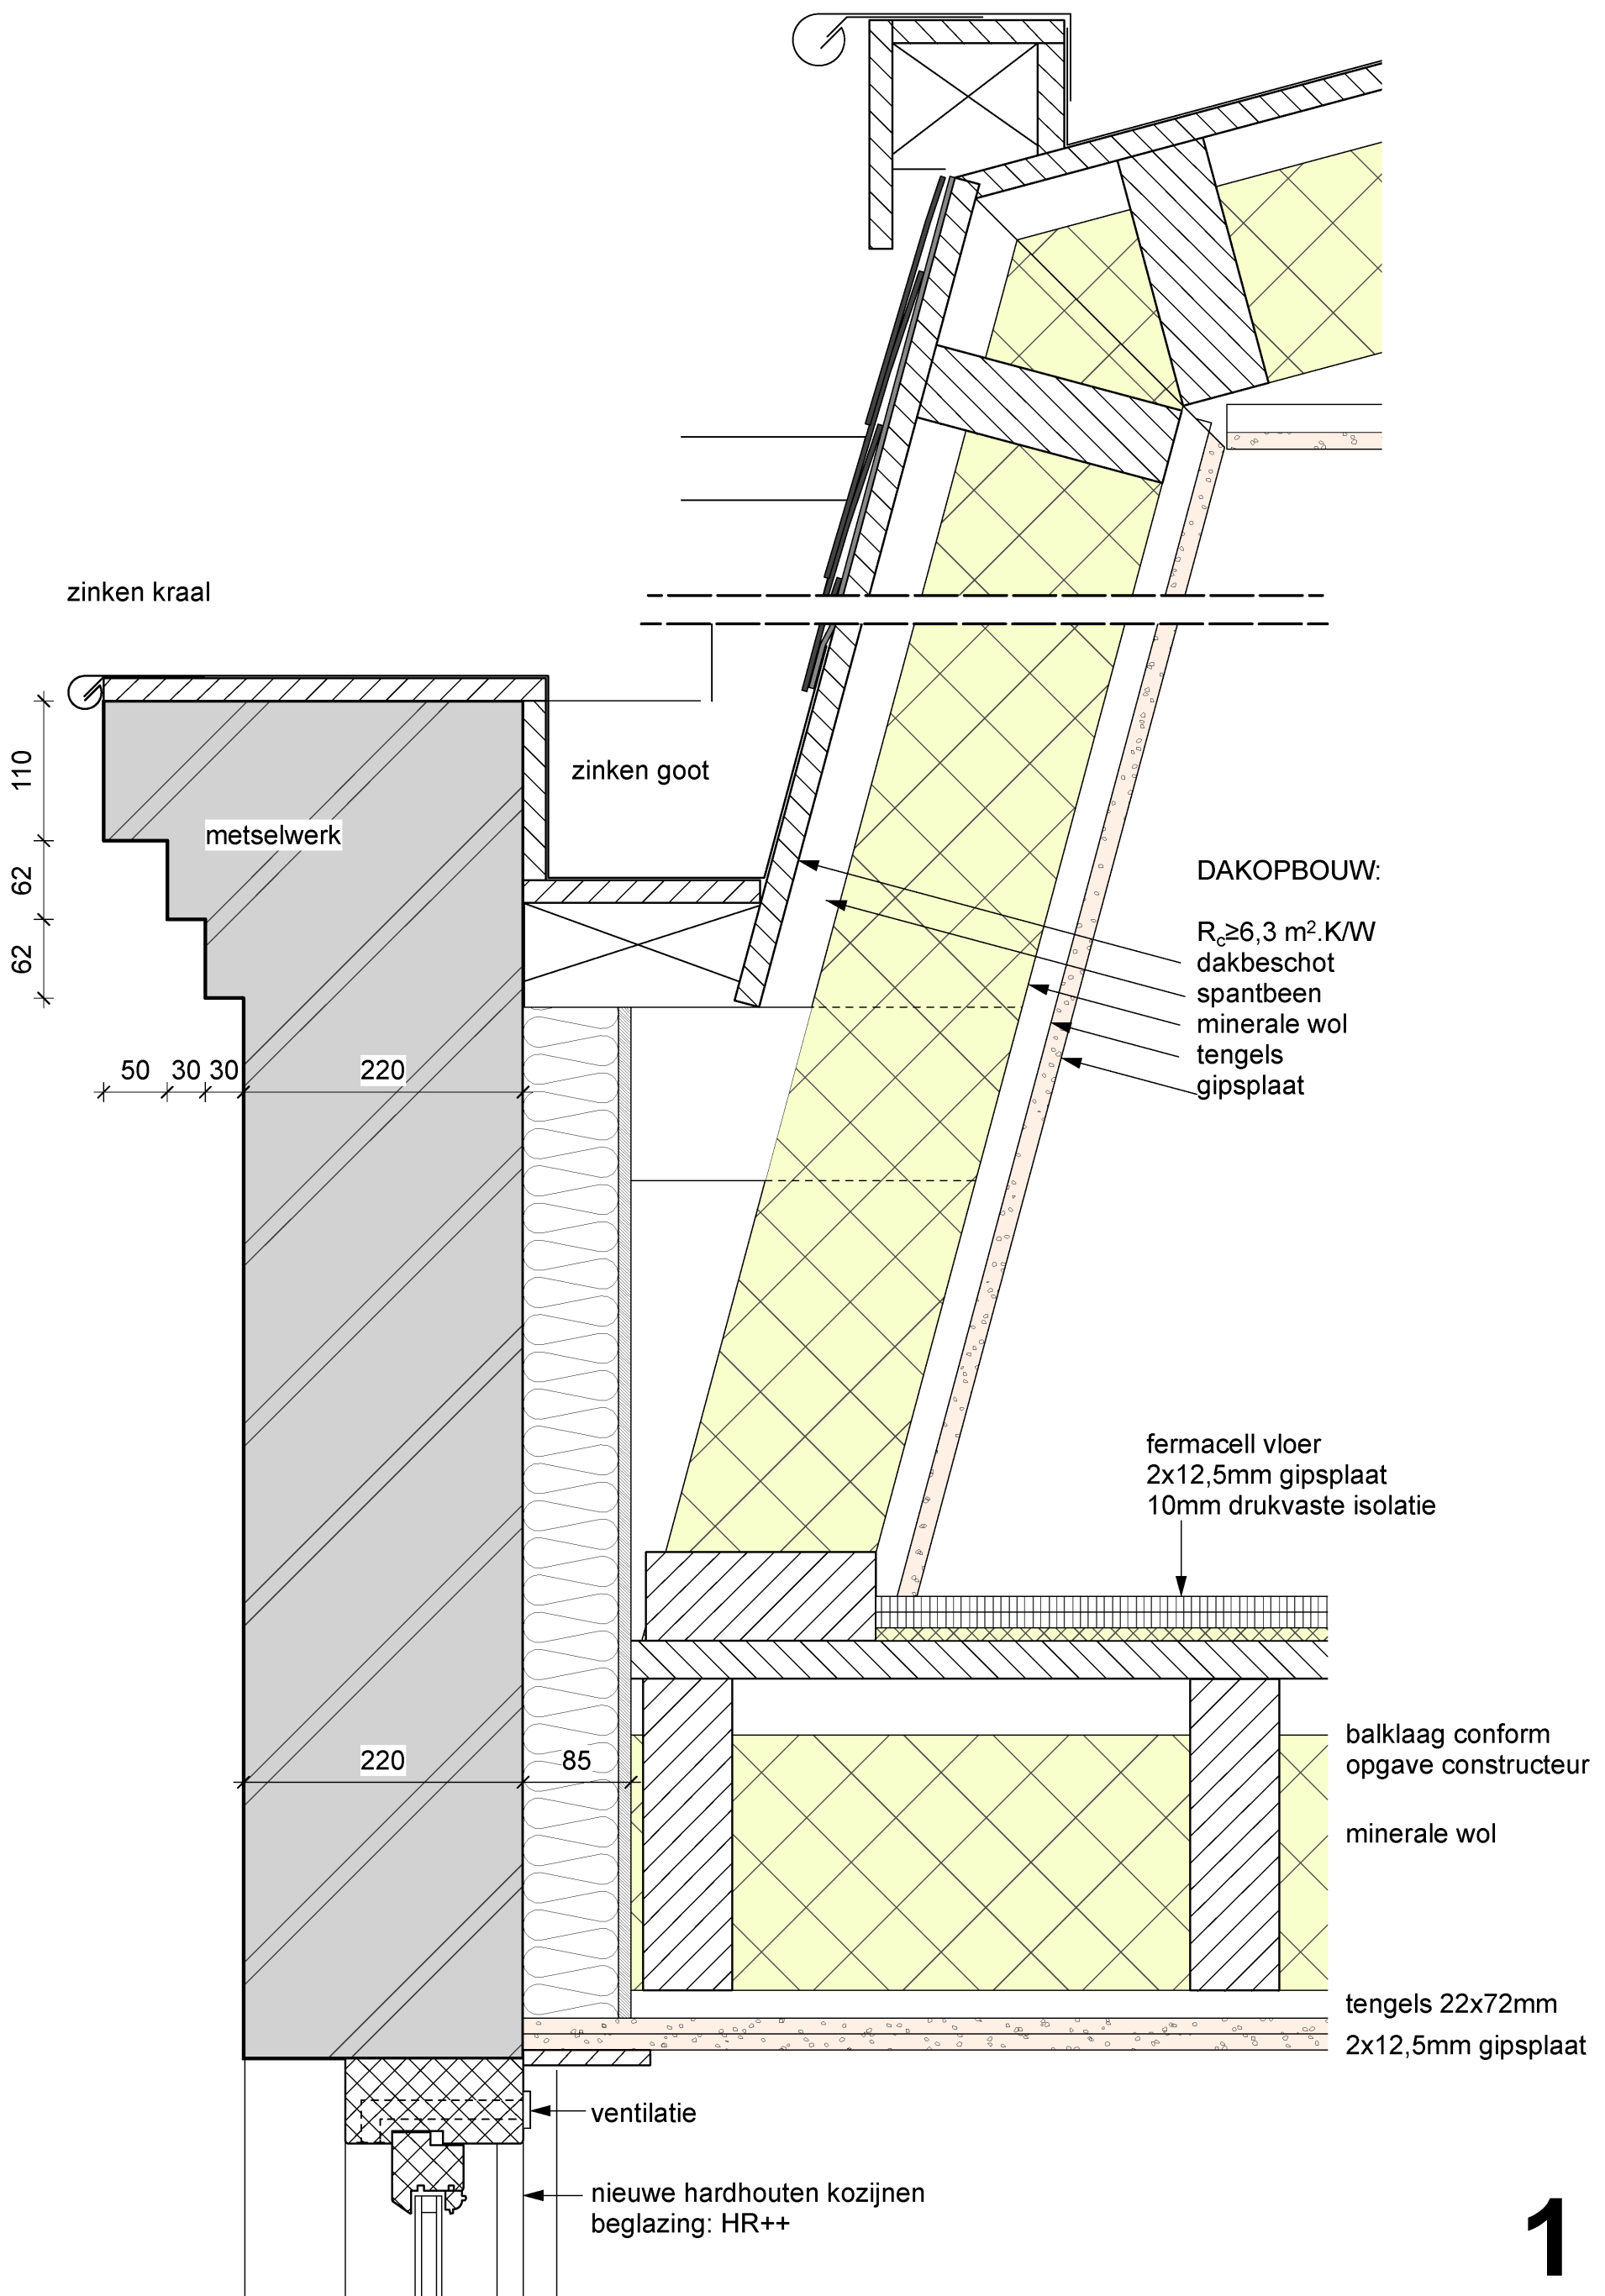 zinken kraal
110
zinken goot
metselwerk
62
62
DAKOPBOUW:
Rc≥6,3 m².K/W
dakbeschot
spantbeen
minerale wol
tengels
gipsplaat
50
30
30
220
fermacell vloer
2x12,5mm gipsplaat
10mm drukvaste isolatie
220
85
balklaag conform
opgave constructeur
minerale wol
tengels 22x72mm
2x12,5mm gipsplaat
ventilatie
nieuwe hardhouten kozijnen
beglazing: HR++
1